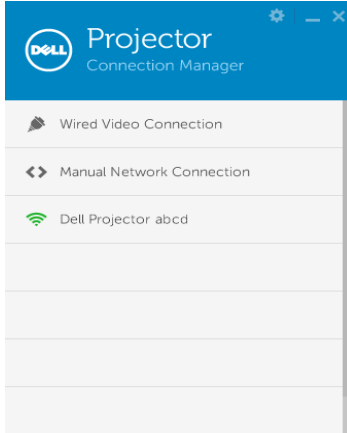 DELL
Projector
Connection Manager
Wired Video Connection
Manual Network Connection
Dell Projector abcd